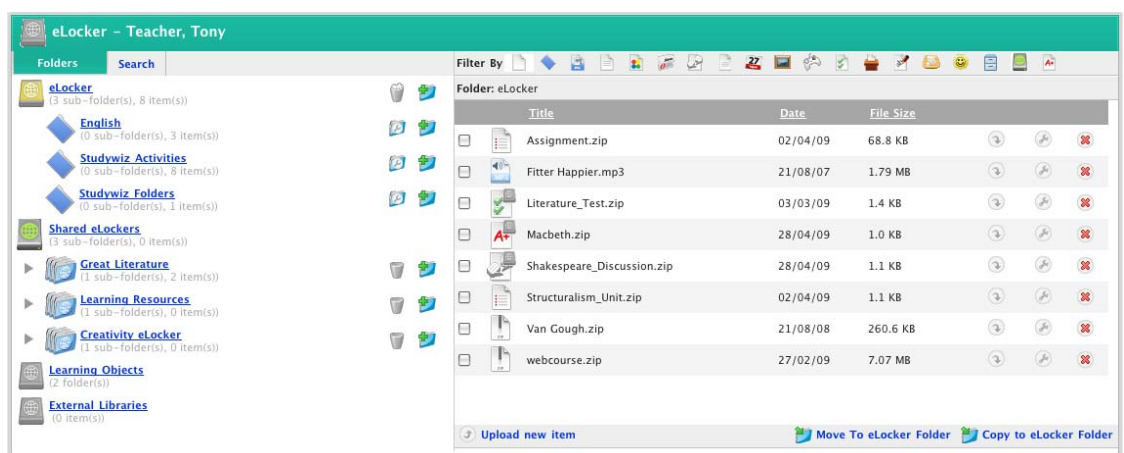 eLocker – Teacher, Tony
Folders Search
eLocker
(3 sub-folder(s), 8 item(s))
English
(0 sub-folder(s), 3 item(s))
Studywiz Activities
(0 sub-folder(s), 8 item(s))
Studywiz Folders
(0 sub-folder(s), 1 item(s))
Shared eLockers
(3 sub-folder(s), 0 item(s))
Great Literature
(1 sub-folder(s), 2 item(s))
Learning Resources
(1 sub-folder(s), 0 item(s))
Creativity eLocker
(1 sub-folder(s), 0 item(s))
Learning Objects
(2 folder(s))
External Libraries
(0 item(s))
Filter By 27 A+
Folder: eLocker
Title Date File Size
Assignment.zip 02/04/09 68.8 KB
Fitter Happier.mp3 21/08/07 1.79 MB
Literature_Test.zip 03/03/09 1.4 KB
A+ Macbeth.zip 28/04/09 1.0 KB
Shakespeare_Discussion.zip 28/04/09 1.1 KB
Structuralism_Unit.zip 02/04/09 1.1 KB
Van Gough.zip 21/08/08 260.6 KB
webcourse.zip 27/02/09 7.07 MB
Upload new item Move To eLocker Folder Copy to eLocker Folder